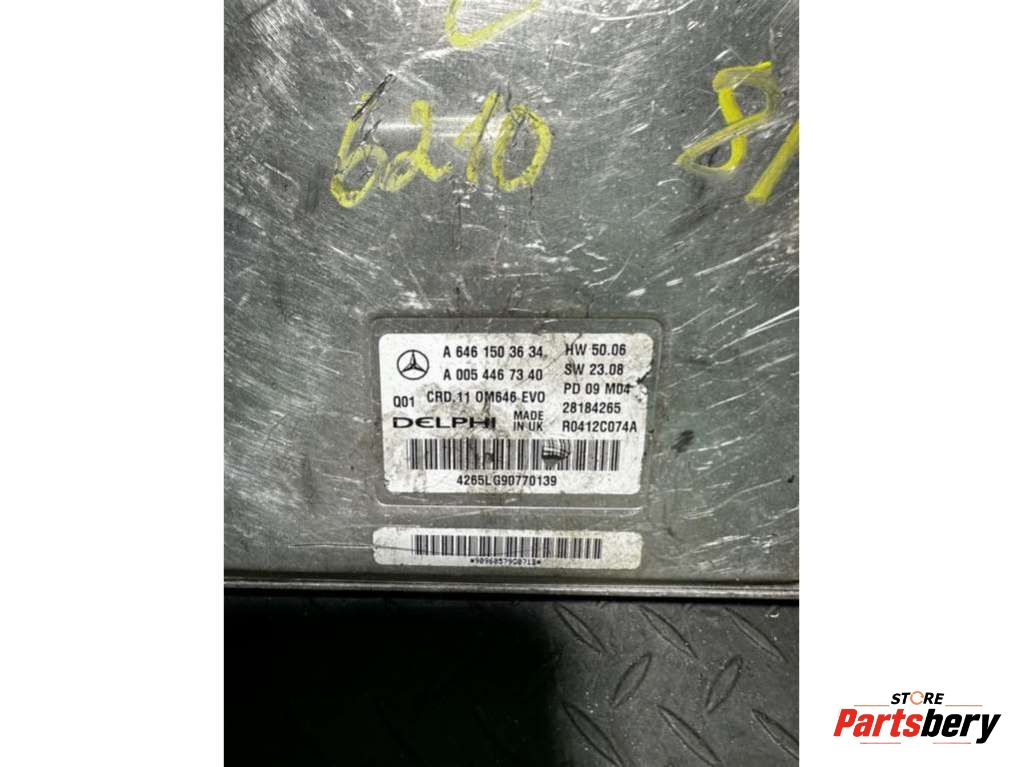 6210
A 646 150 36 34 HW 50.06
A 005 446 73 40 SW 23.08
Q01 CRD.11 OM646 EVO PD 09 M04
DELPHI MADE IN UK 28184265
R0412C074A
4265LG90770139
STORE
Partsbery